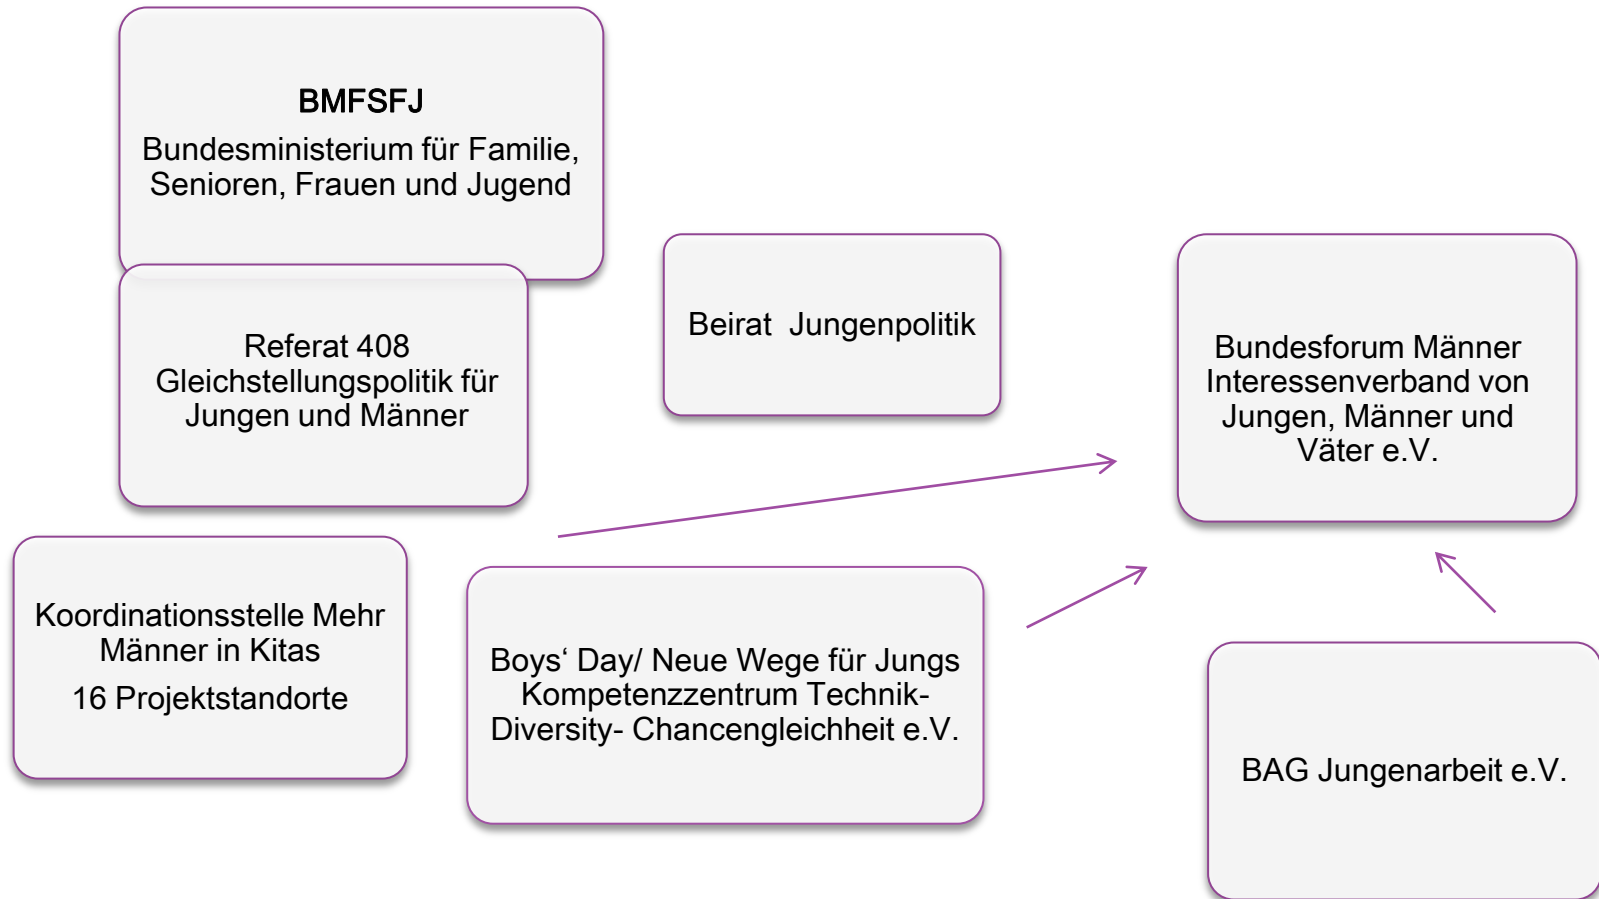 BMFSFJ
Bundesministerium für Familie,
Senioren, Frauen und Jugend
Referat 408
Gleichstellungspolitik für
Jungen und Männer
Beirat  Jungenpolitik
Bundesforum Männer
Interessenverband von
Jungen, Männer und
Väter e.V.
Koordinationsstelle Mehr
Männer in Kitas
16 Projektstandorte
Boys‘ Day/ Neue Wege für Jungs
Kompetenzzentrum Technik-
Diversity- Chancengleichheit e.V.
BAG Jungenarbeit e.V.